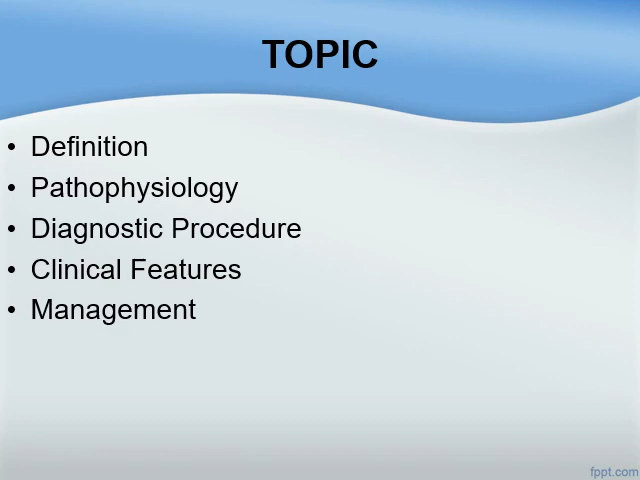 TOPIC
• Definition
• Pathophysiology
• Diagnostic Procedure
• Clinical Features
• Management
fppt.com